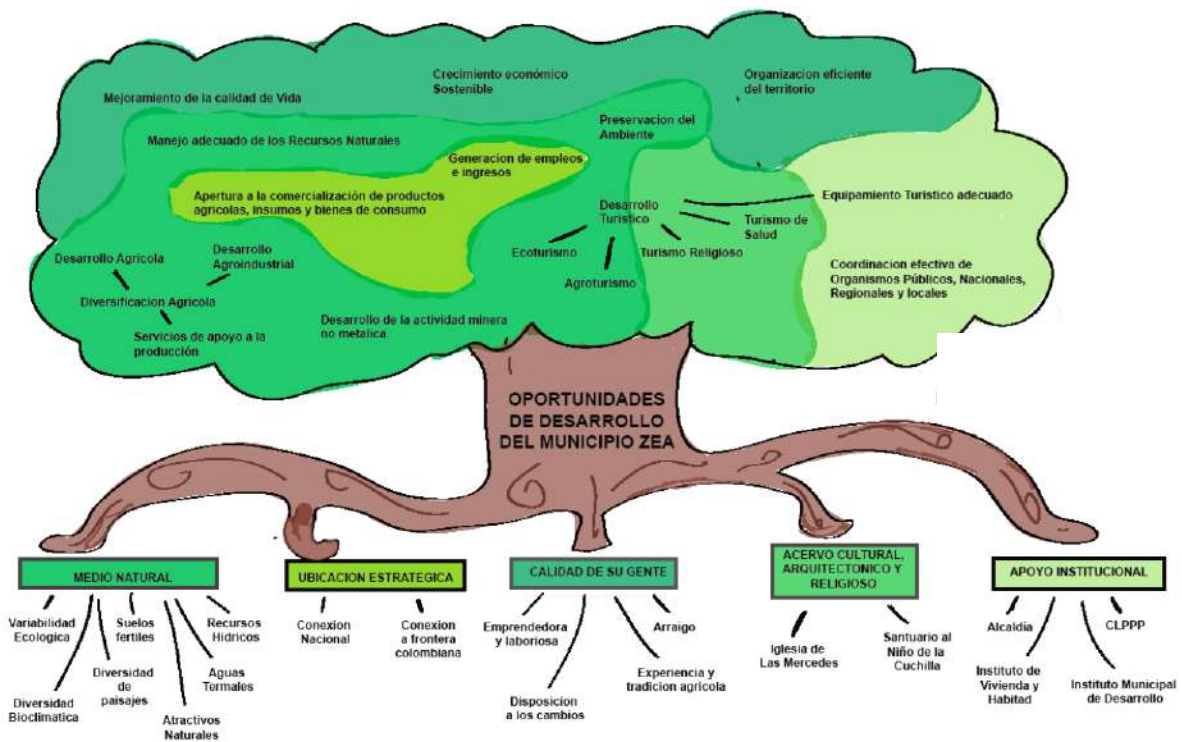 Crecimiento económico
Sostenible
Organizacion eficiente
del territorio
Mejoramiento de la calidad de Vida
Preservacion del
Ambiente
Manejo adecuado de los Recursos Naturales
Generacion de empleos
e ingresos
Apertura a la comercialización de productos
agrícolas, insumos y bienes de consumo
Equipamiento Turistico adecuado
Desarrollo
Turistico
Turismo de
Salud
Ecoturismo
Turismo Religioso
Agroturismo
Desarrollo Agricola
Desarrollo
Agroindustrial
Diversificacion Agricola
Servicios de apoyo a la
producción
Coordinacion efectiva de
Organismos Públicos, Nacionales,
Regionales y locales
Desarrollo de la actividad minera
no metalica
OPORTUNIDADES
DE DESARROLLO
DEL MUNICIPIO ZEA
MEDIO NATURAL
Variabilidad
Ecologica
Suelos
fertiles
Recursos
Hidricos
Diversidad
de
paisajes
Aguas
Termales
Diversidad
Bioclimatica
Atractivos
Naturales
UBICACION ESTRATEGICA
Conexion
Nacional
Conexion
a frontera
colombiana
CALIDAD DE SU GENTE
Emprendedora
y laboriosa
Arraigo
Experiencia y
tradicion agricola
Disposicion
a los cambios
ACERVO CULTURAL,
ARQUITECTONICO Y
RELIGIOSO
Iglesia de
Las Mercedes
Santuario al
Niño de la
Cuchilla
APOYO INSTITUCIONAL
Alcaldia
CLPPP
Instituto de
Vivienda y
Habitad
Instituto Municipal
de Desarrollo